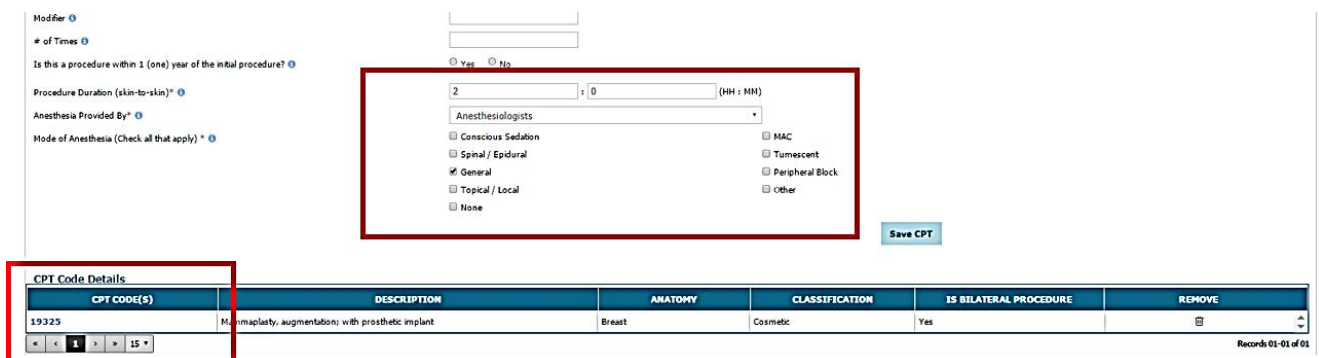 Modifier
# of Times
Is this a procedure within 1 (one) year of the initial procedure? Yes No
Procedure Duration (skin-to-skin)* 2 : 0 (HH : MM)
Anesthesia Provided By* Anesthesiologists
Mode of Anesthesia (Check all that apply) * Conscious Sedation MAC
Spinal / Epidural Tumescent
General Peripheral Block
Topical / Local Other
None
Save CPT
CPT Code Details
CPT CODE(S) DESCRIPTION ANATOMY CLASSIFICATION IS BILATERAL PROCEDURE REMOVE
19325 Mammaplasty, augmentation; with prosthetic implant Breast Cosmetic Yes
« ‹ 1 › » 15 Records 01-01 of 01